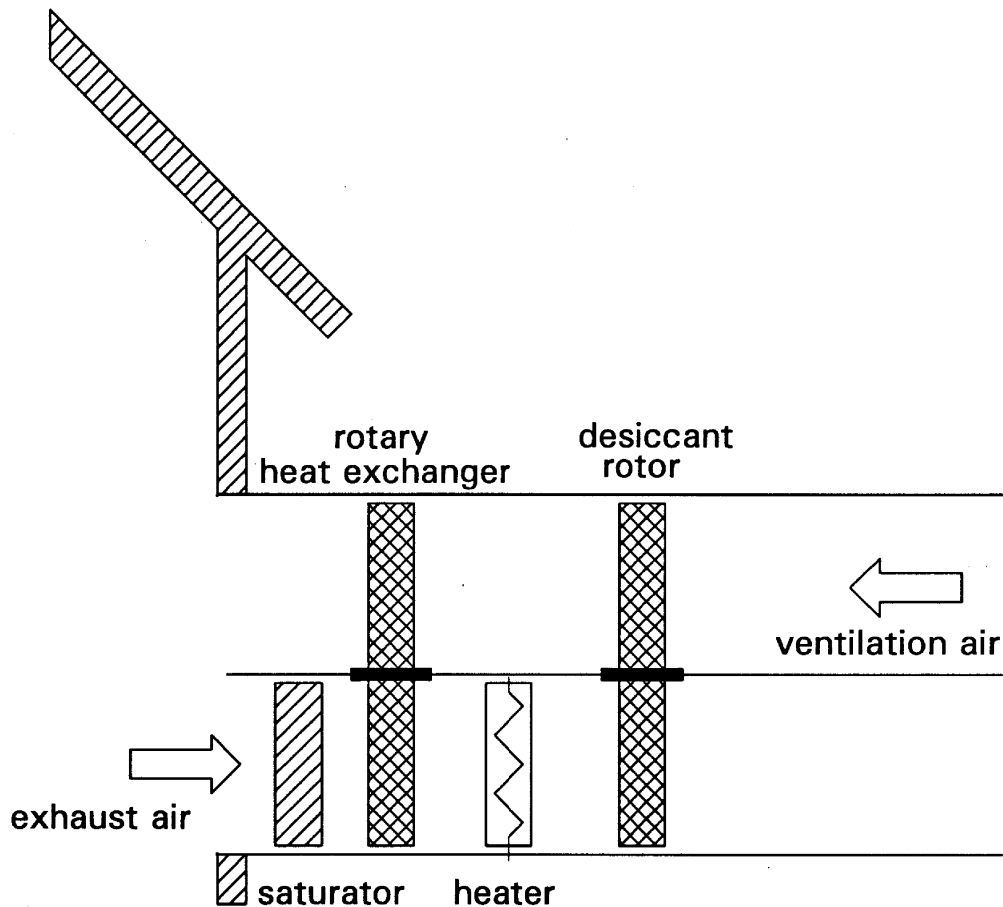 rotary
heat exchanger
desiccant
rotor
ventilation air
exhaust air
saturator
heater